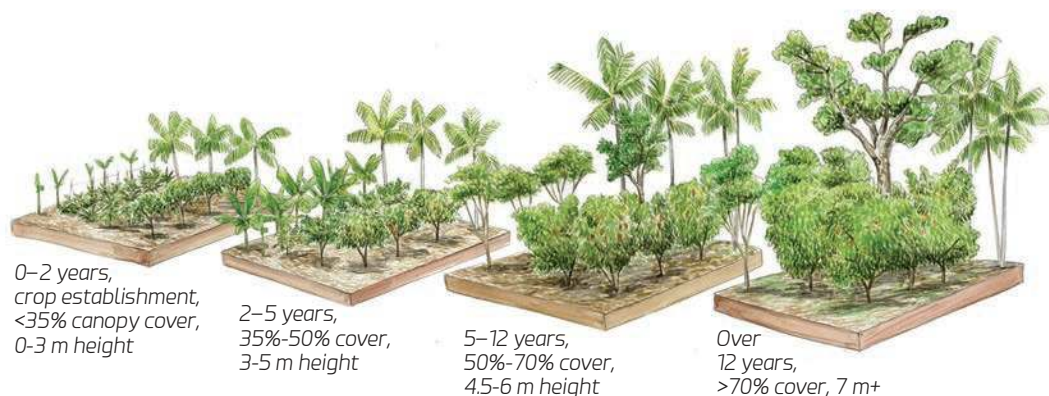 0–2 years,
crop establishment,
<35% canopy cover,
0-3 m height
2–5 years,
35%-50% cover,
3-5 m height
5–12 years,
50%-70% cover,
4.5-6 m height
Over
12 years,
>70% cover, 7 m+